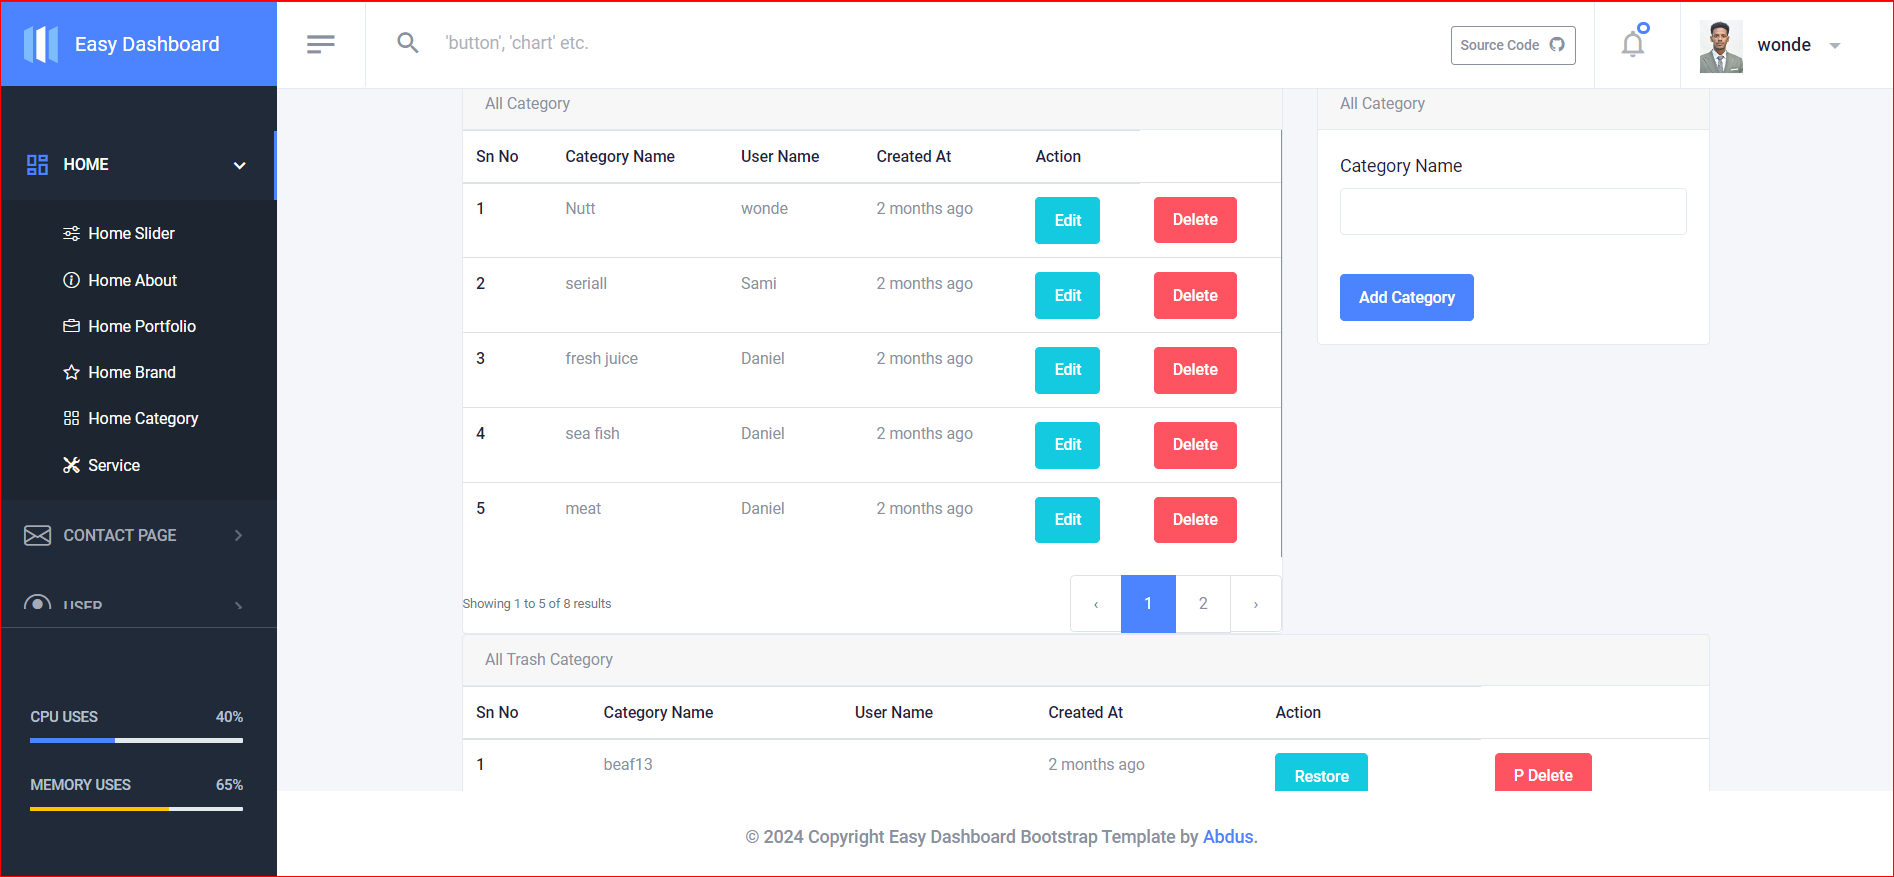 Easy Dashboard
'button', 'chart' etc.
Source Code
wonde
HOME
Home Slider
Home About
Home Portfolio
Home Brand
Home Category
Service
CONTACT PAGE
USER
CPU USES 40%
MEMORY USES 65%
All Category
Sn No Category Name User Name Created At Action
1 Nutt wonde 2 months ago Edit Delete
2 seriall Sami 2 months ago Edit Delete
3 fresh juice Daniel 2 months ago Edit Delete
4 sea fish Daniel 2 months ago Edit Delete
5 meat Daniel 2 months ago Edit Delete
Showing 1 to 5 of 8 results
‹ 1 2 ›
All Category
Category Name
Add Category
All Trash Category
Sn No Category Name User Name Created At Action
1 beaf13 2 months ago Restore P Delete
© 2024 Copyright Easy Dashboard Bootstrap Template by Abdus.